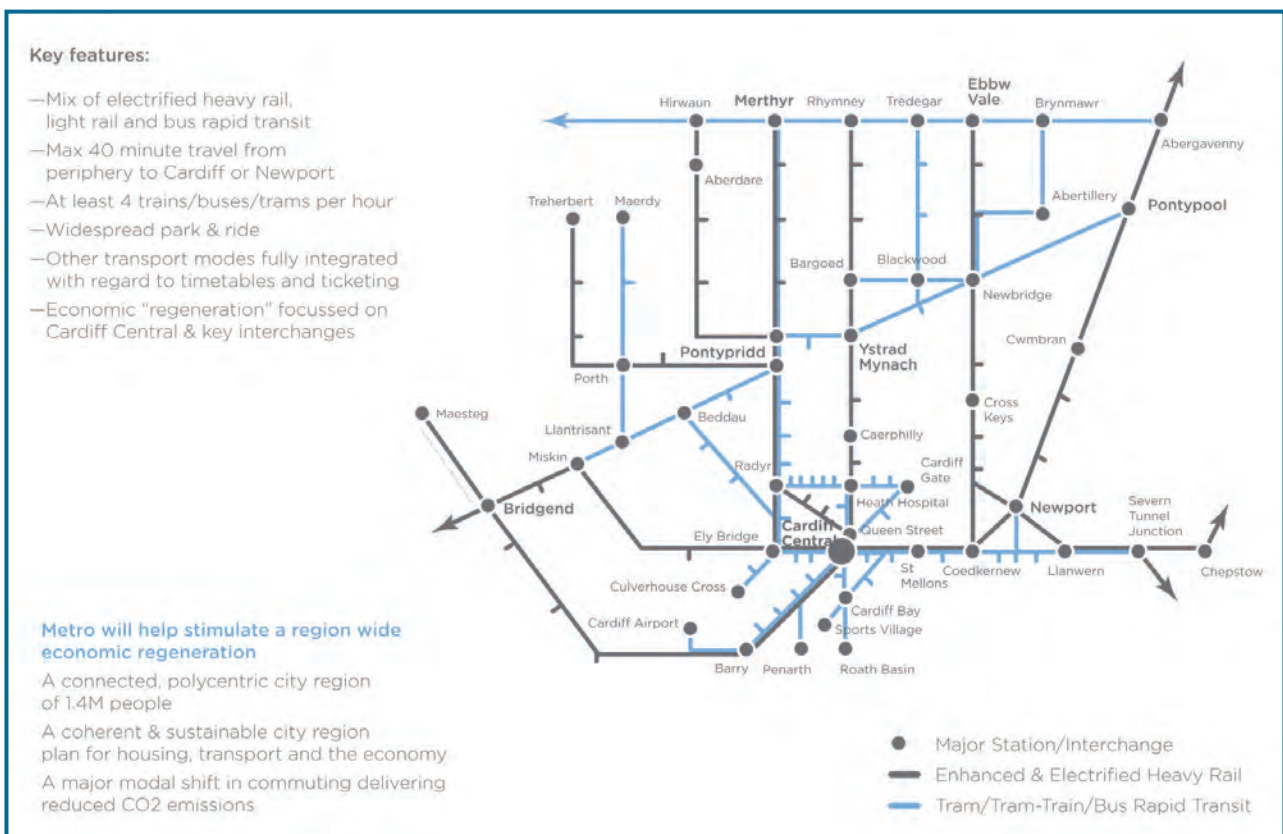 Key features:
—Mix of electrified heavy rail,
light rail and bus rapid transit
—Max 40 minute travel from
periphery to Cardiff or Newport
—At least 4 trains/buses/trams per hour
—Widespread park & ride
—Other transport modes fully integrated
with regard to timetables and ticketing
—Economic “regeneration” focussed on
Cardiff Central & key interchanges
Hirwaun
Merthyr
Rhymney
Tredegar
Ebbw
Vale
Brynmawr
Abergavenny
Aberdare
Treherbert
Maerdy
Abertillery
Pontypool
Bargoed
Blackwood
Newbridge
Pontypridd
Ystrad
Mynach
Cwmbran
Porth
Maesteg
Beddau
Cross
Keys
Llantrisant
Caerphilly
Miskin
Radyr
Cardiff
Gate
Heath Hospital
Bridgend
Newport
Severn
Tunnel
Junction
Ely Bridge
Cardiff
Central
Queen Street
St
Mellons
Coedkernew
Llanwern
Chepstow
Culverhouse Cross
Cardiff Bay
Cardiff Airport
Sports Village
Barry
Penarth
Roath Basin
Metro will help stimulate a region wide
economic regeneration
A connected, polycentric city region
of 1.4M people
A coherent & sustainable city region
plan for housing, transport and the economy
A major modal shift in commuting delivering
reduced CO2 emissions
Major Station/Interchange
Enhanced & Electrified Heavy Rail
Tram/Tram-Train/Bus Rapid Transit